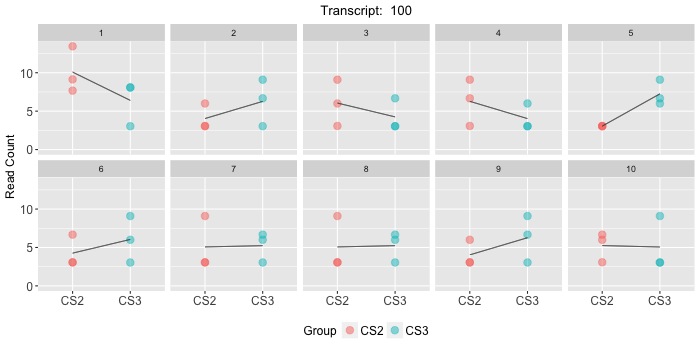 Transcript: 100
1 2 3 4 5
10
5
0
6 7 8 9 10
10
5
0
Read Count
CS2 CS3 CS2 CS3 CS2 CS3 CS2 CS3 CS2 CS3
Group CS2 CS3